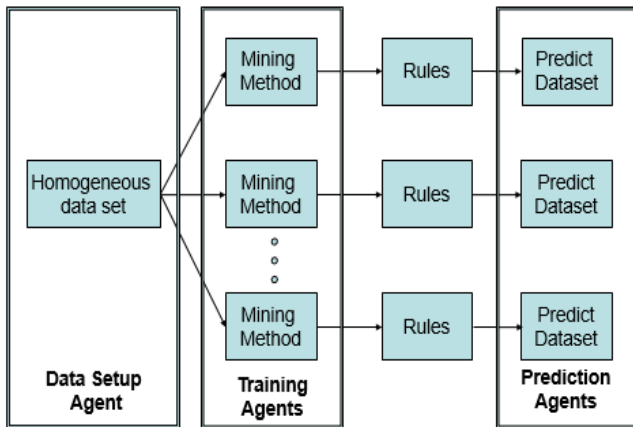 Mining
Method
Rules
Predict
Dataset
Homogeneous
data set
Mining
Method
Rules
Predict
Dataset
Mining
Method
Rules
Predict
Dataset
Data Setup
Agent
Training
Agents
Prediction
Agents